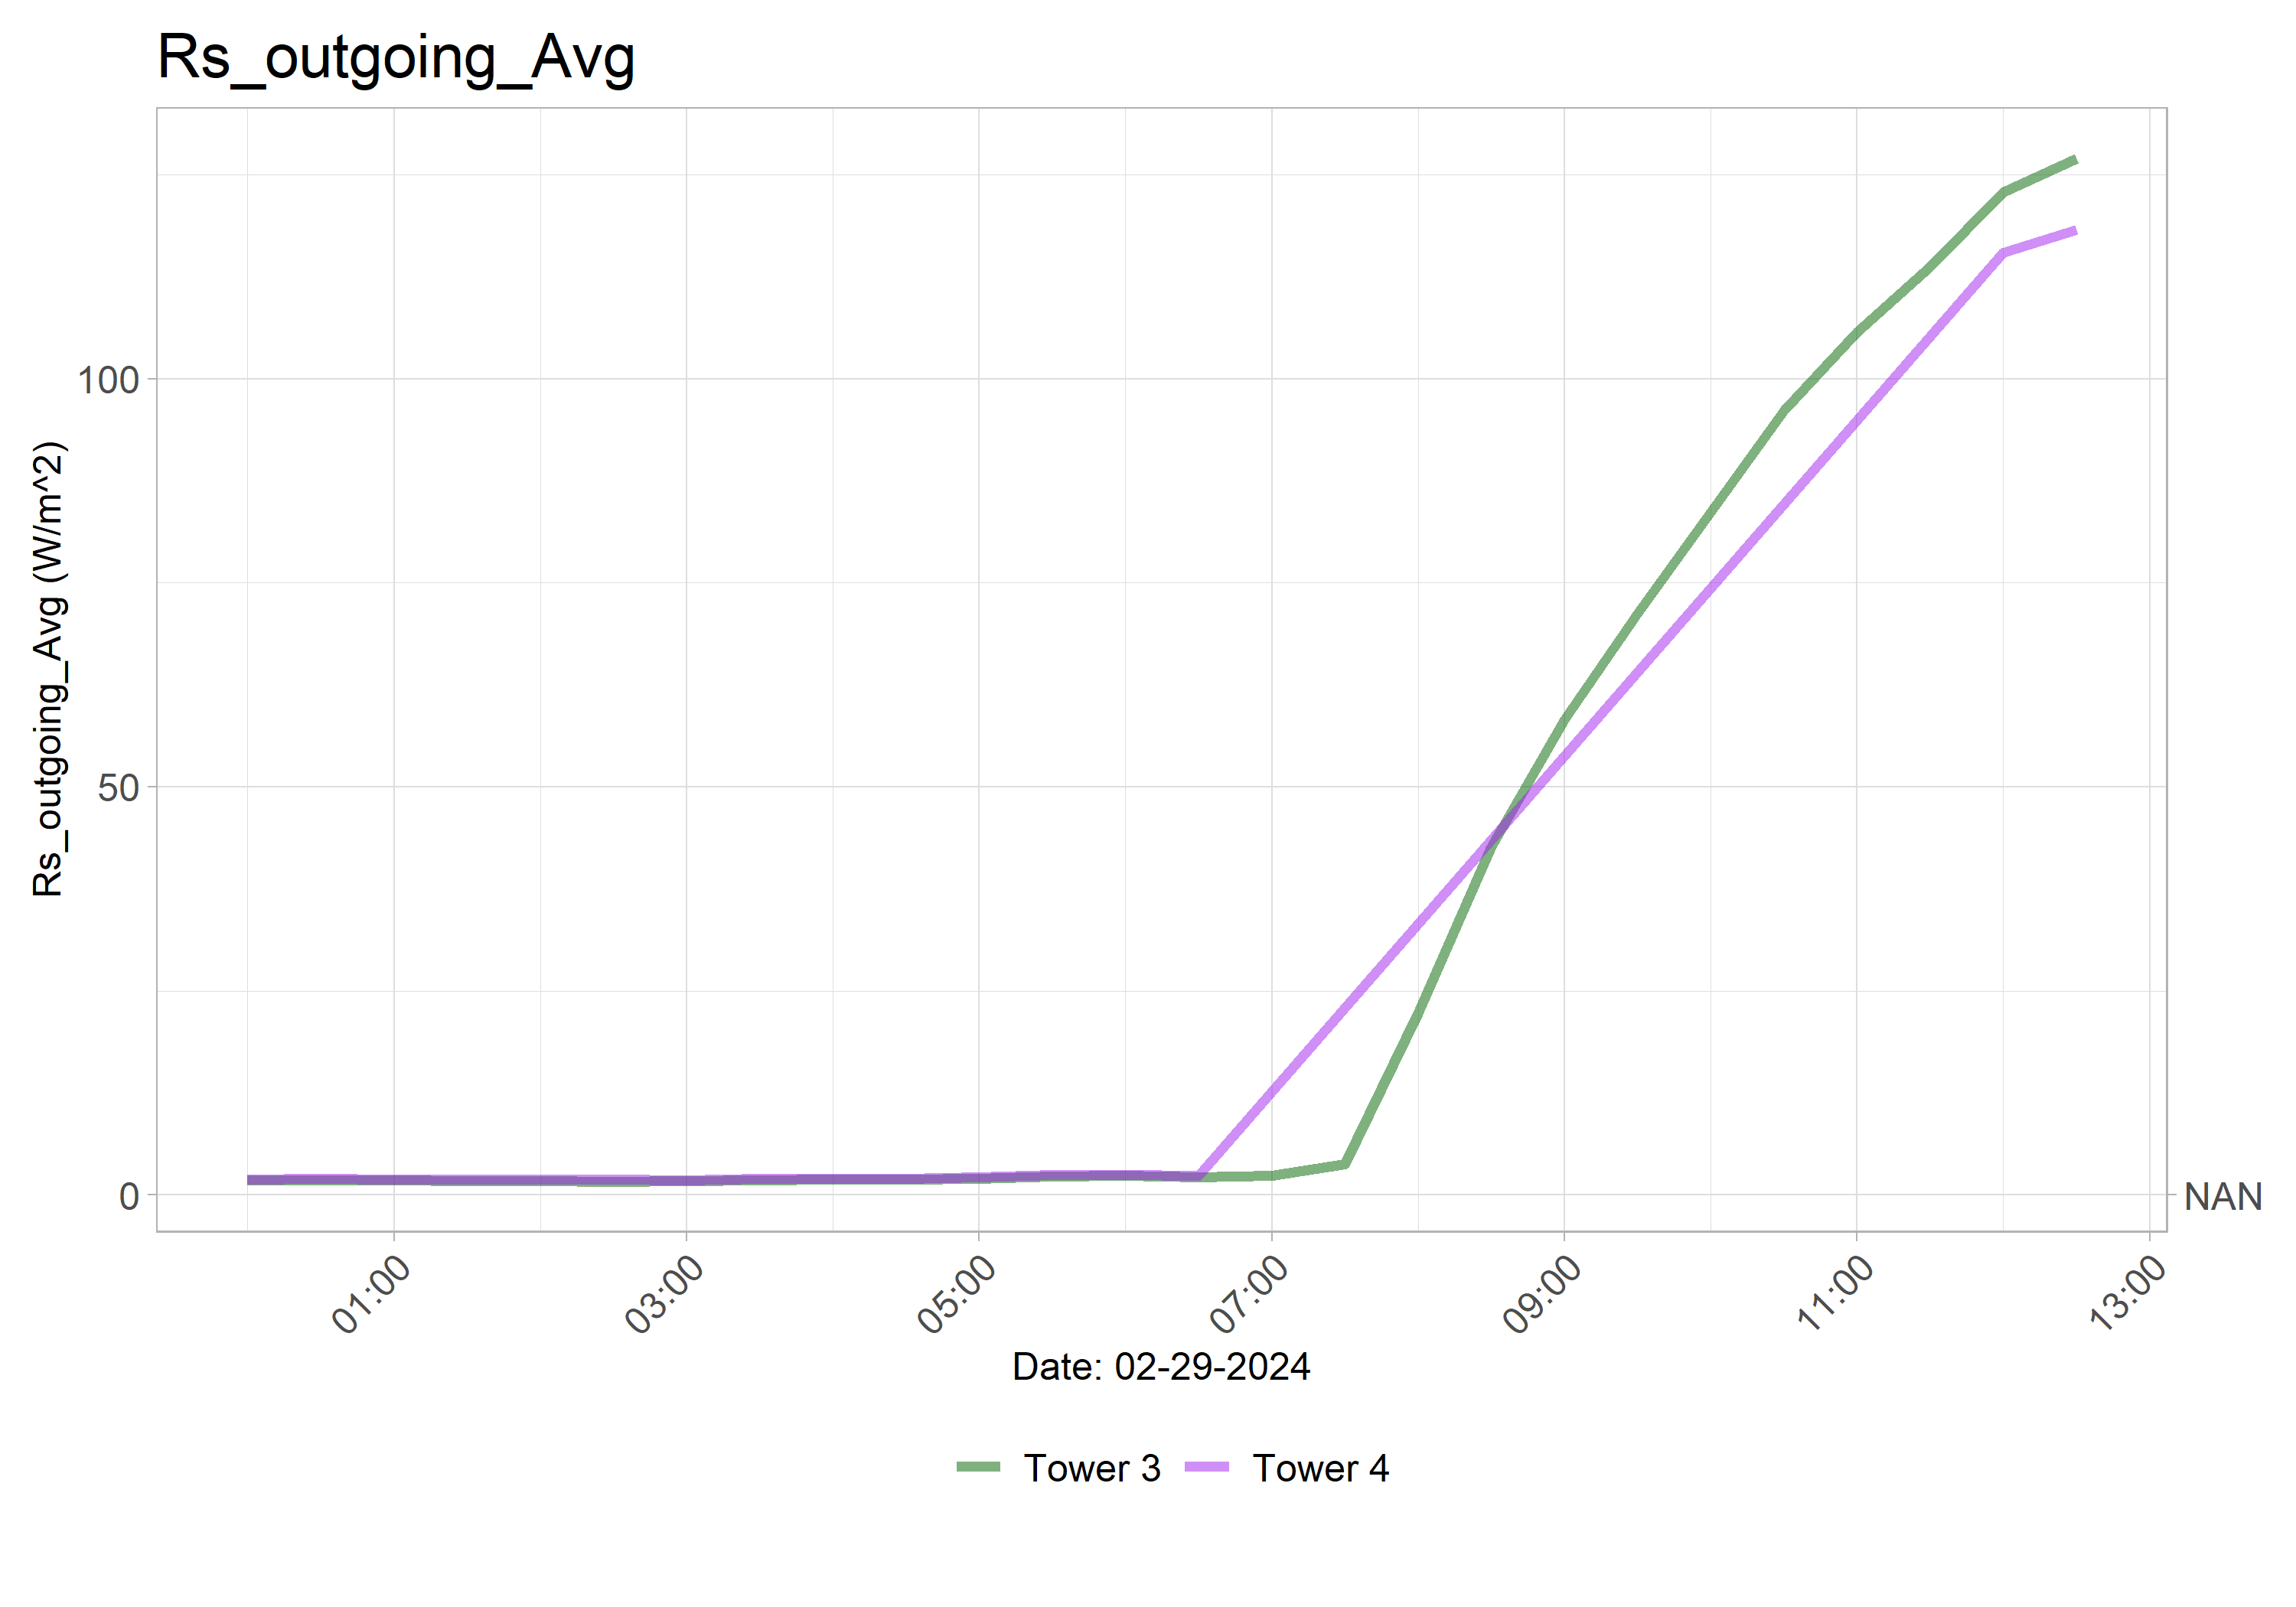 Rs_outgoing_Avg
Rs_outgoing_Avg (W/m^2)
100
50
0
NAN
01:00
03:00
05:00
07:00
09:00
11:00
13:00
Date: 02-29-2024
Tower 3
Tower 4